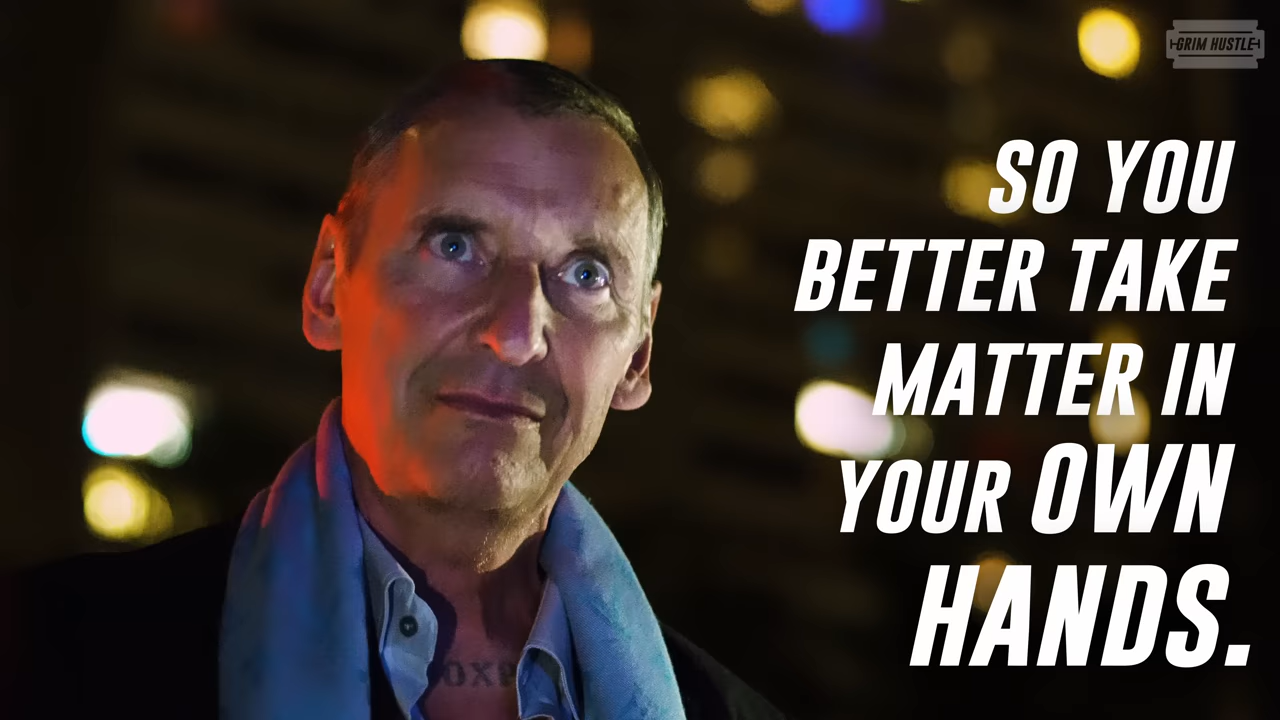 GRIM HUSTLE
SO YOU
BETTER TAKE
MATTER IN
YOUR OWN
HANDS.